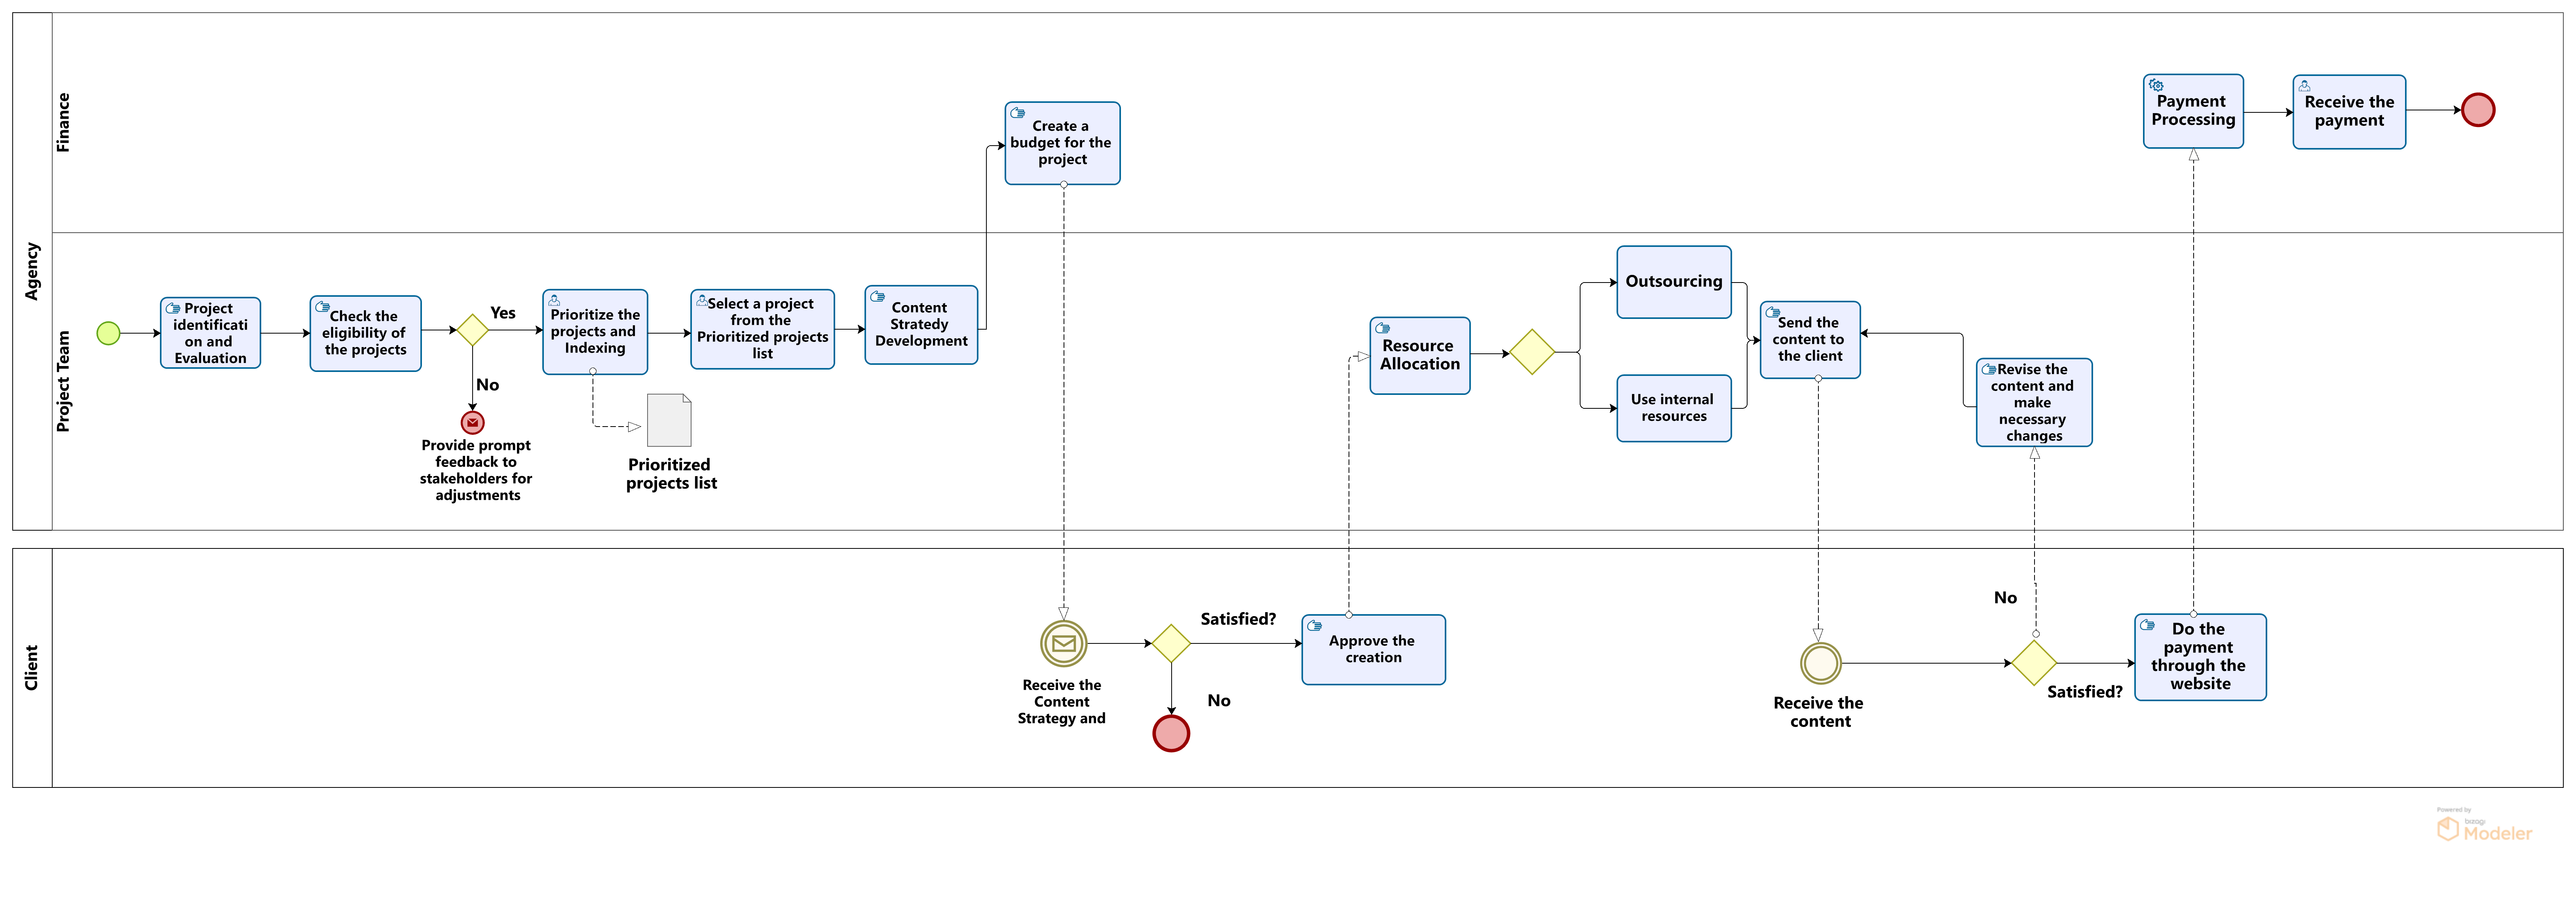 Agency
Finance
Create a
budget for the
project
Payment
Processing
Receive the
payment
Project Team
Project
identificati
on and
Evaluation
Check the
eligibility of
the projects
Yes
No
Provide prompt
feedback to
stakeholders for
adjustments
Prioritize the
projects and
Indexing
Prioritized
projects list
Select a project
from the
Prioritized projects
list
Content
Stratedy
Development
Resource
Allocation
Outsourcing
Use internal
resources
Send the
content to
the client
Revise the
content and
make
necessary
changes
Client
Receive the
Content
Strategy and
Satisfied?
No
Approve the
creation
Receive the
content
No
Satisfied?
Do the
payment
through the
website
Powered by
bizagi
Modeler